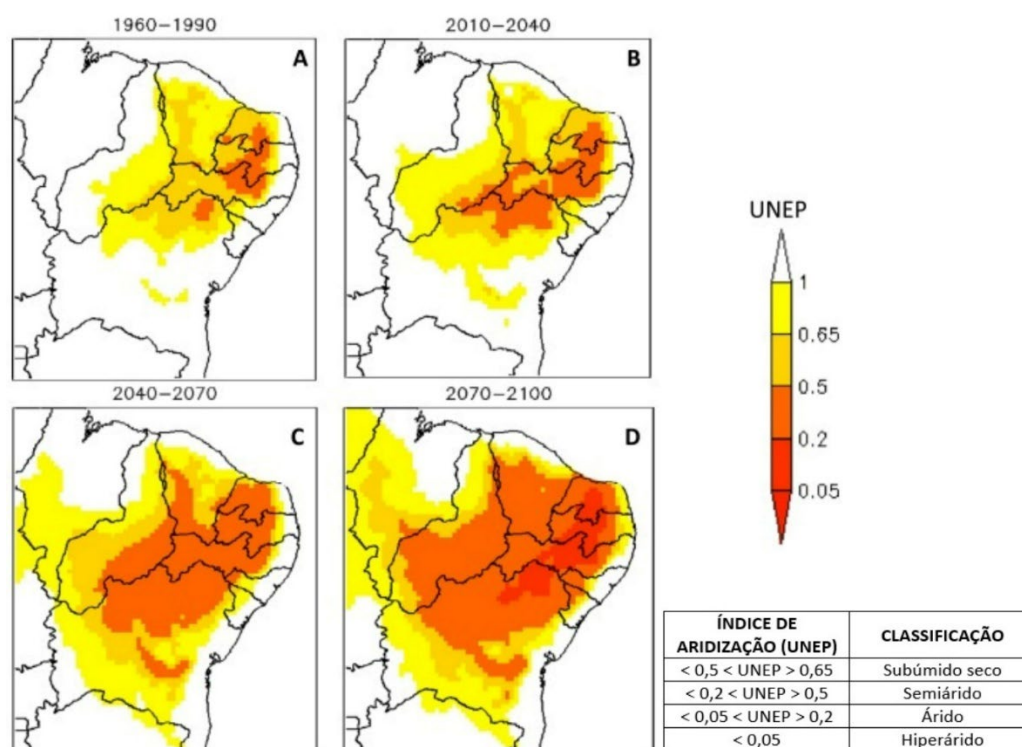 1960−1990
A
2010−2040
B
UNEP
1
0.65
0.5
0.2
0.05
2040−2070
C
2070−2100
D
ÍNDICE DE
ARIDIZAÇÃO (UNEP)
CLASSIFICAÇÃO
< 0,5 < UNEP > 0,65
Subúmido seco
< 0,2 < UNEP > 0,5
Semiárido
< 0,05 < UNEP > 0,2
Árido
< 0,05
Hiperárido